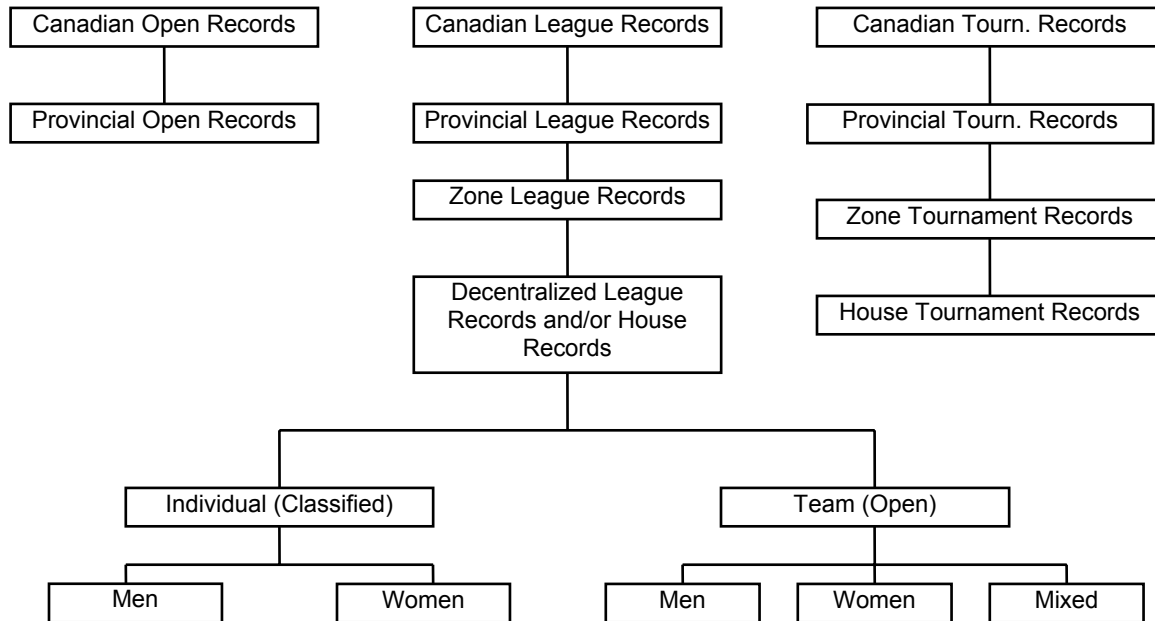 Canadian Open Records
Canadian League Records
Canadian Tourn. Records
Provincial Open Records
Provincial League Records
Provincial Tourn. Records
Zone League Records
Zone Tournament Records
Decentralized League
Records and/or House
Records
House Tournament Records
Individual (Classified)
Team (Open)
Men
Women
Men
Women
Mixed